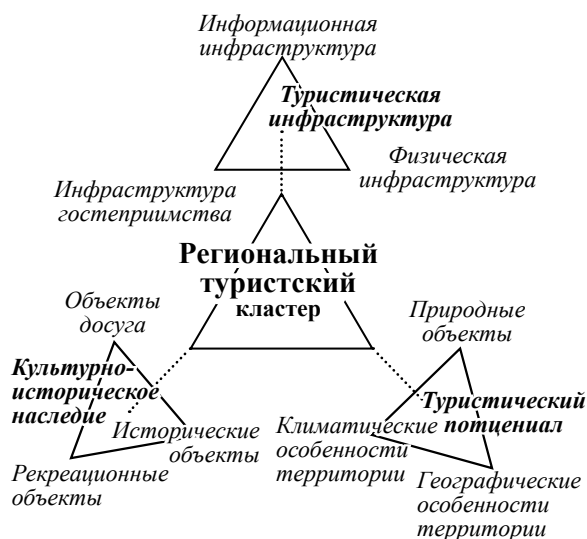 Информационная
инфраструктура
Туристическая
инфраструктура
Физическая
инфраструктура
Инфраструктура
гостеприимства
Региональный
туристский
кластер
Объекты
досуга
Культурно-
историческое
наследие
Исторические
объекты
Рекреационные
объекты
Природные
объекты
Туристический
потцениал
Климатические
особенности
территории
Географические
особенности
территории